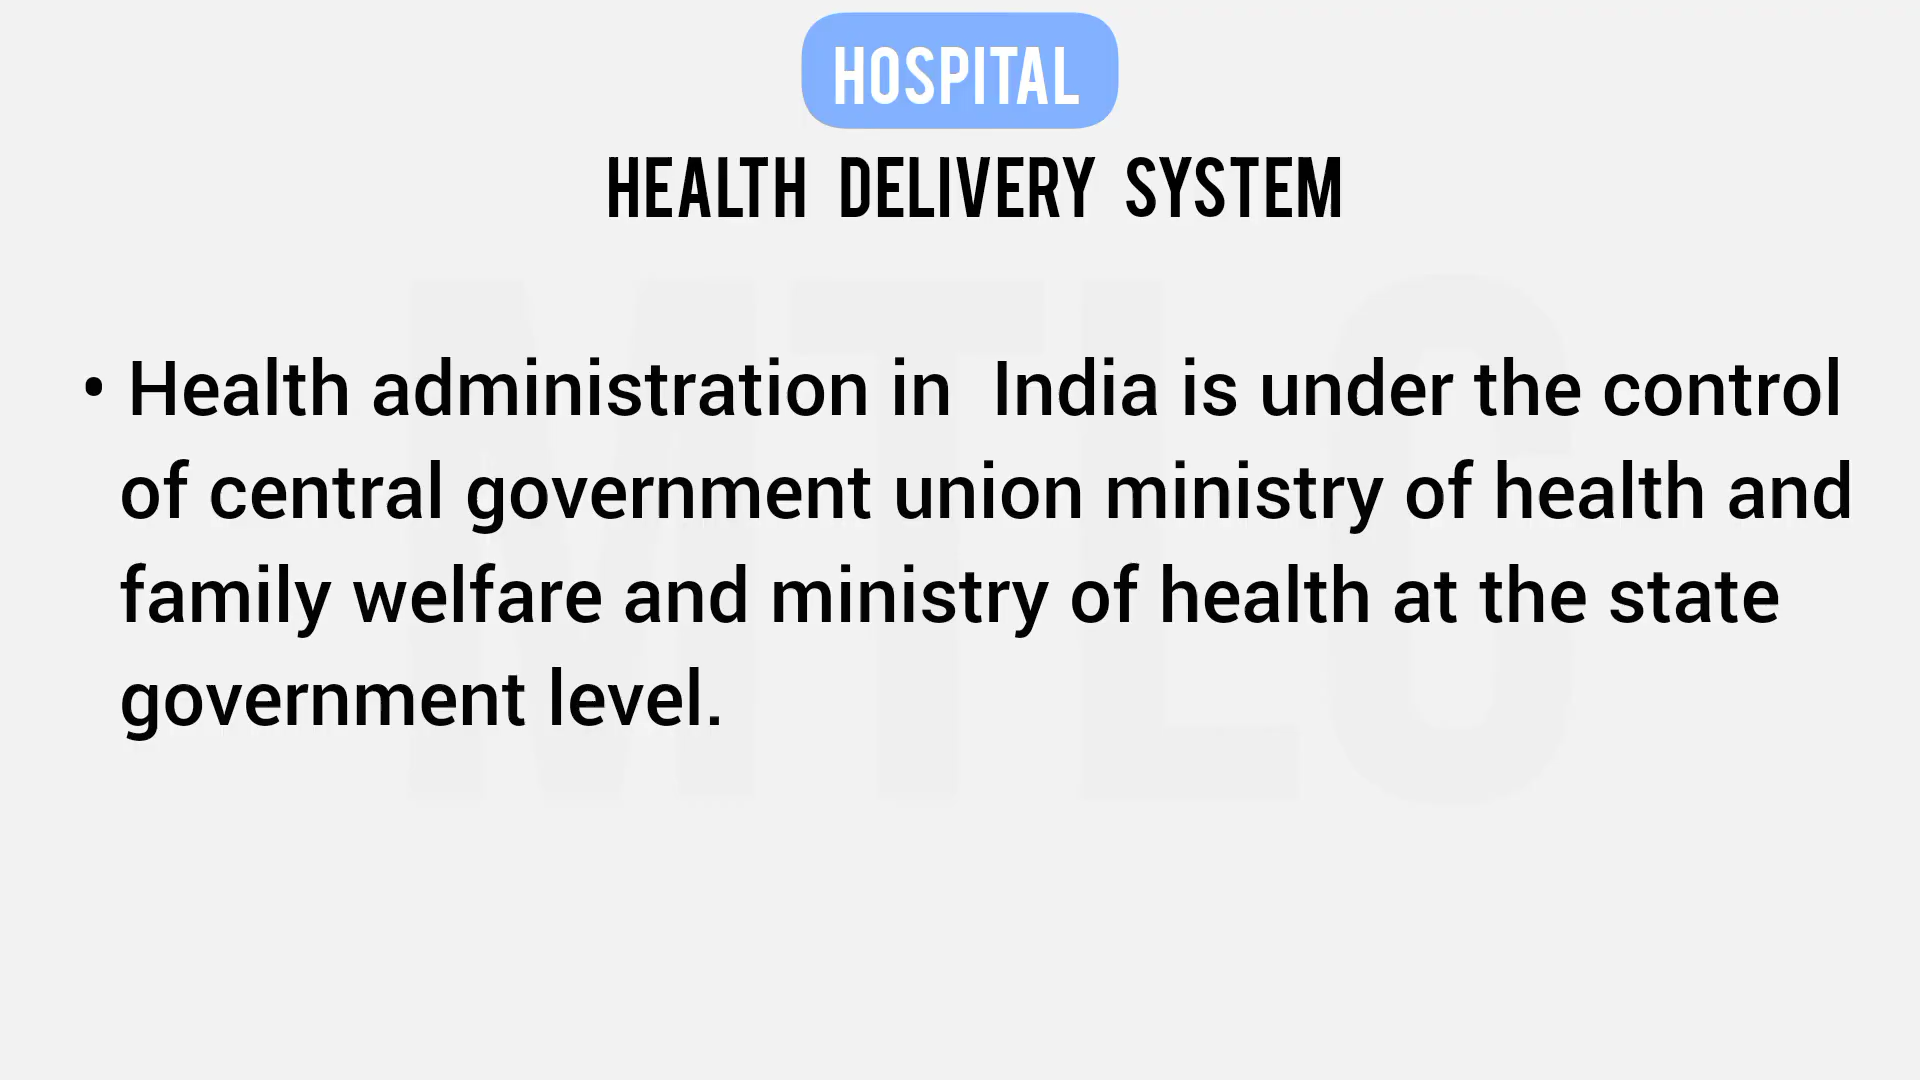 HOSPITAL
HEALTH DELIVERY SYSTEM
MTLC
• Health administration in  India is under the control
of central government union ministry of health and
family welfare and ministry of health at the state
government level.